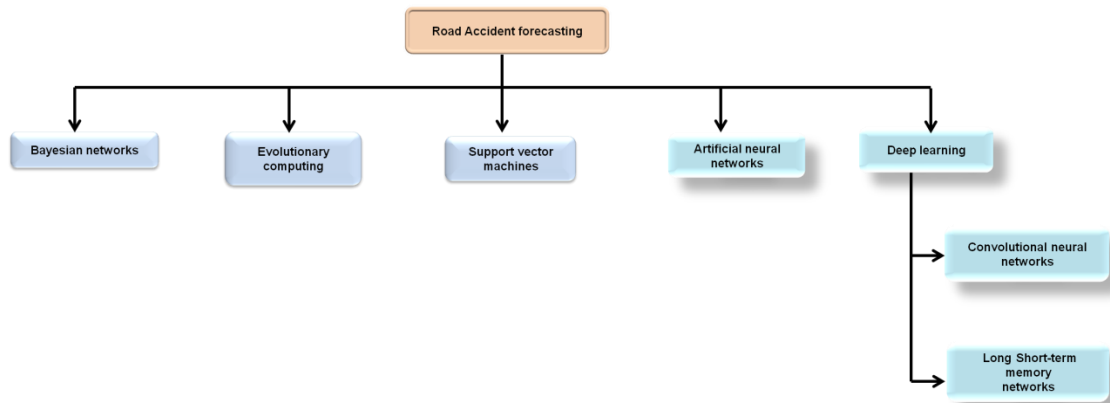 Road Accident forecasting
Bayesian networks
Evolutionary
computing
Support vector
machines
Artificial neural
networks
Deep learning
Convolutional neural
networks
Long Short-term
memory
networks